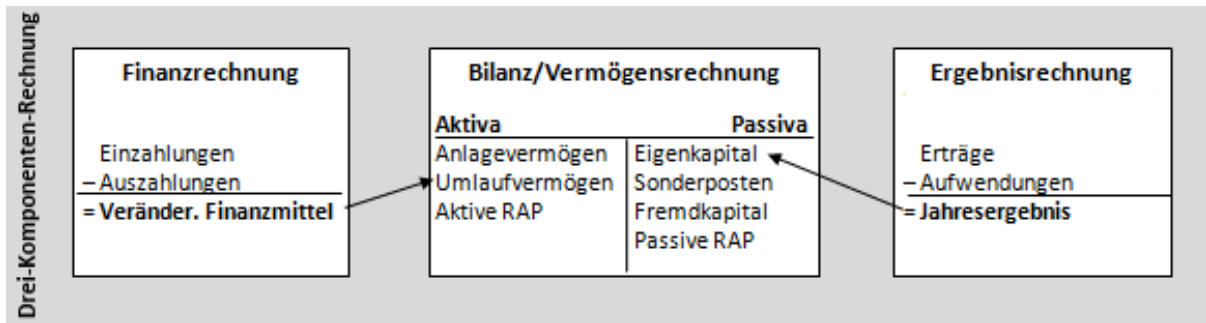 Drei-Komponenten-Rechnung
Finanzrechnung
Einzahlungen
– Auszahlungen
= Veränder. Finanzmittel
Bilanz/Vermögensrechnung
Aktiva Passiva
Anlagevermögen Eigenkapital
Umlaufvermögen Sonderposten
Aktive RAP Fremdkapital
Passive RAP
Ergebnisrechnung
Erträge
– Aufwendungen
= Jahresergebnis